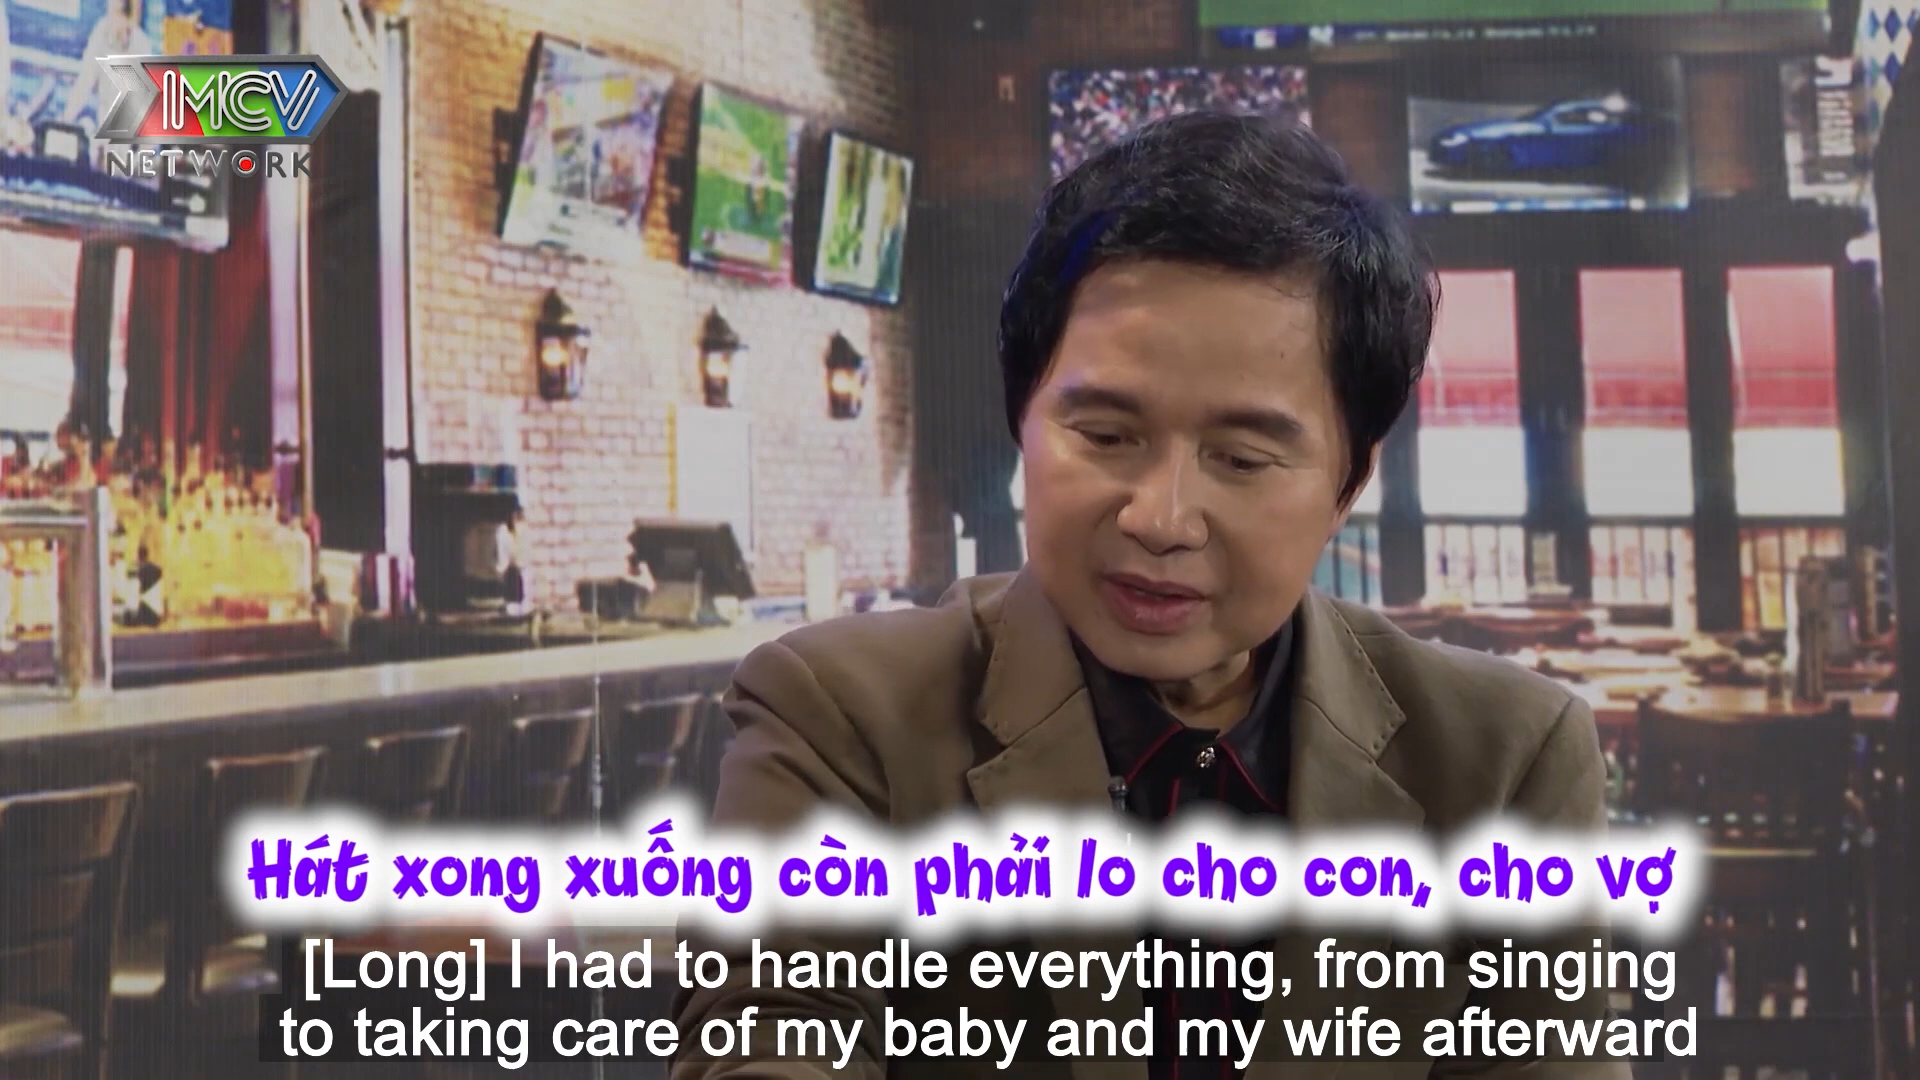 MCV
NETWORK
Hát xong xuống còn phải lo cho con, cho vợ
[Long] I had to handle everything, from singing
to taking care of my baby and my wife afterward